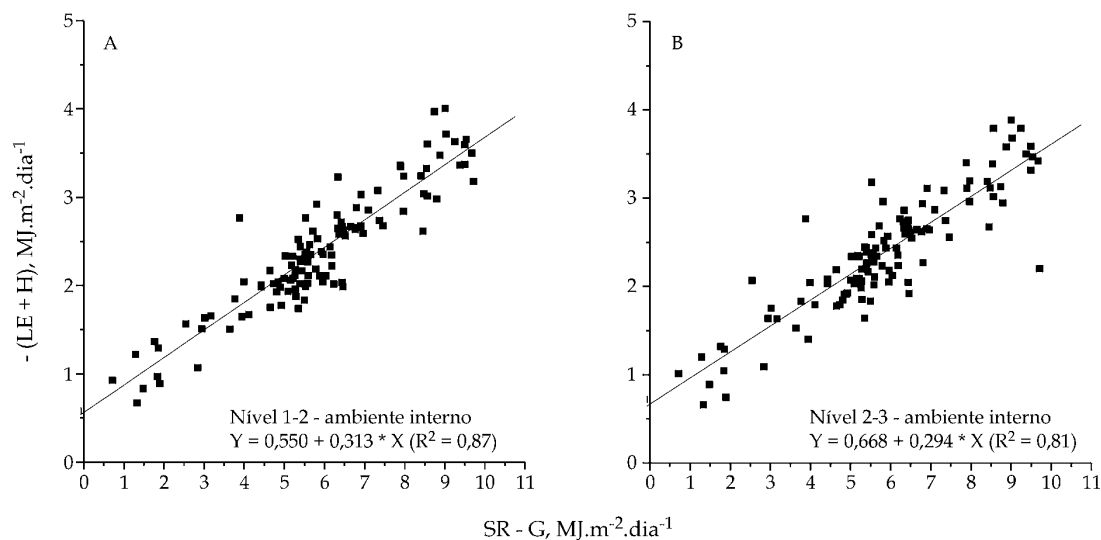 A
B
- (LE + H), MJ.m⁻².dia⁻¹
5
4
3
2
1
0
5
4
3
2
1
0
Nível 1-2 - ambiente interno
Y = 0,550 + 0,313 * X (R² = 0,87)
Nível 2-3 - ambiente interno
Y = 0,668 + 0,294 * X (R² = 0,81)
0 1 2 3 4 5 6 7 8 9 10 11
0 1 2 3 4 5 6 7 8 9 10 11
SR - G, MJ.m⁻².dia⁻¹